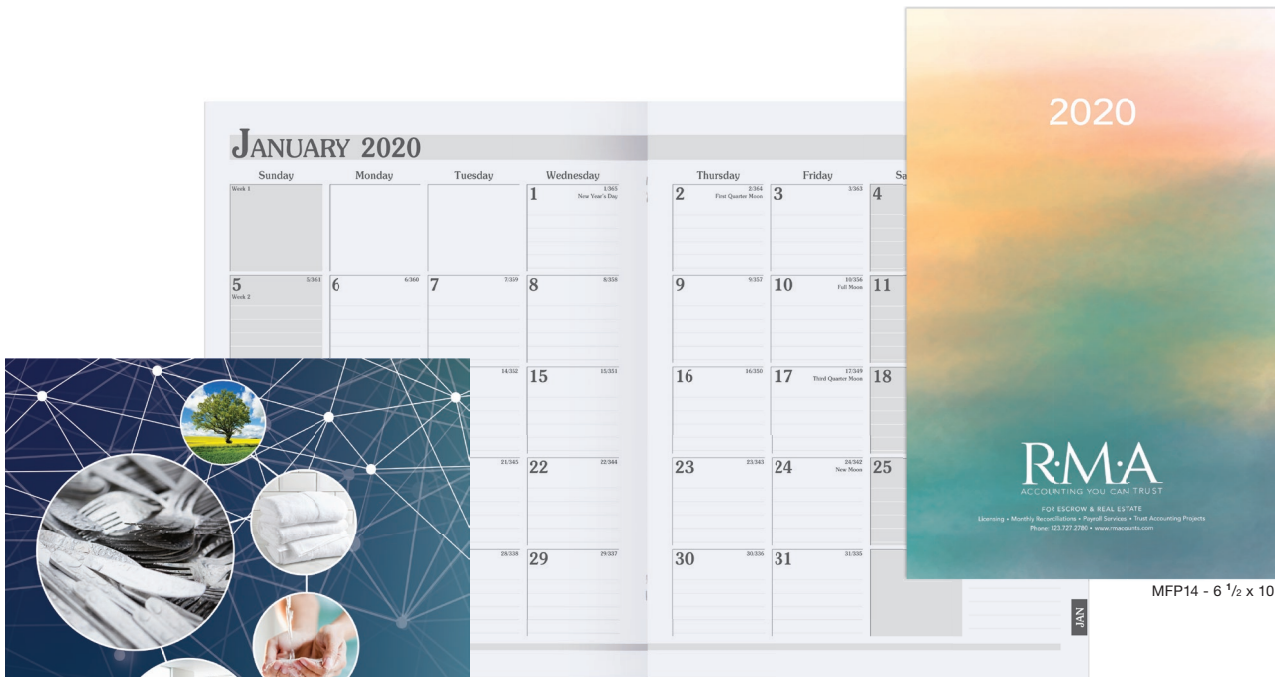 JANUARY 2020
Sunday Monday Tuesday Wednesday Thursday Friday Sa
Week 1
1 1/365
New Year's Day
2 2/364
First Quarter Moon
3 3/363
4
5 5/361
Week 2
6 6/360
7 7/359
8 8/358
9 9/357
10 10/356
Full Moon
11
14/352
15 15/351
16 16/350
17 17/349
Third Quarter Moon
18
21/345
22 22/344
23 23/343
24 24/342
New Moon
25
28/338
29 29/337
30 30/336
31 31/335
JAN
2020
R·M·A
ACCOUNTING YOU CAN TRUST
FOR ESCROW & REAL ESTATE
Licensing • Monthly Reconciliations • Payroll Services • Trust Accounting Projects
Phone: 123.727.2780 • www.rmacounts.com
MFP14 - 6 1/2 x 10